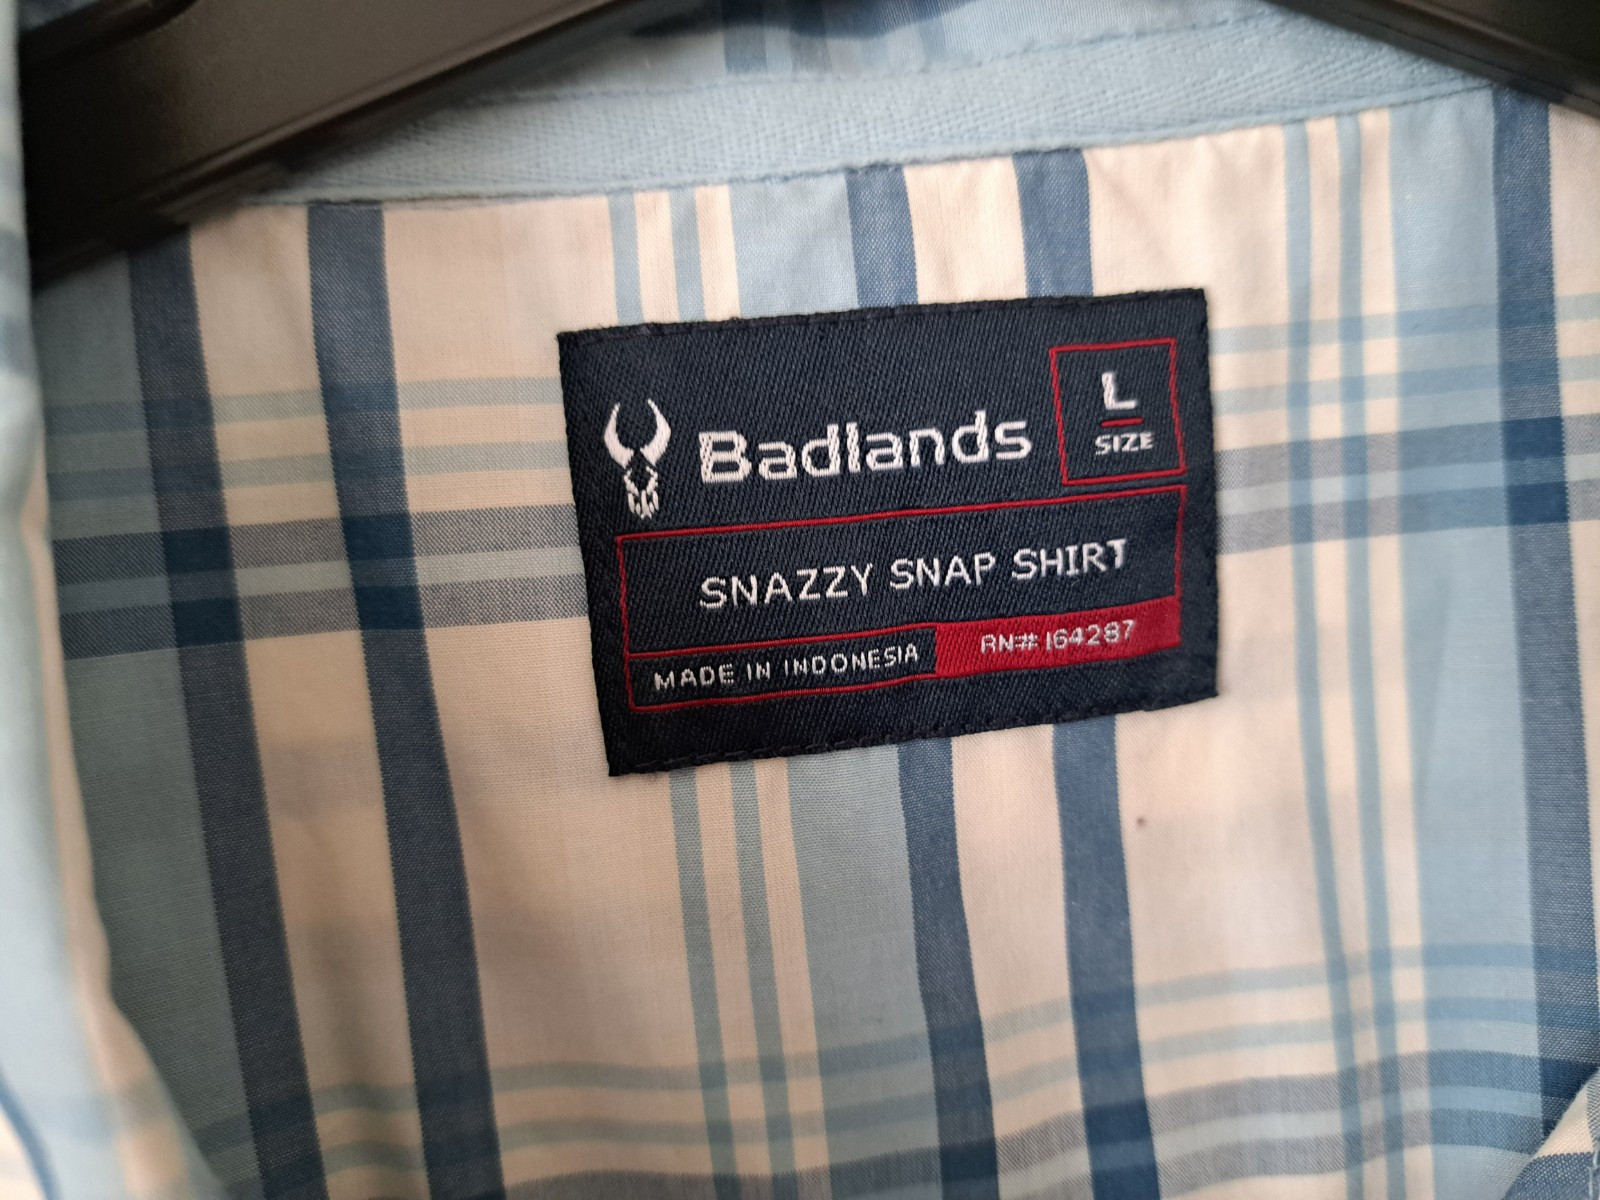 Badlands
L
SIZE
SNAZZY SNAP SHIRT
MADE IN INDONESIA
RN# 164287